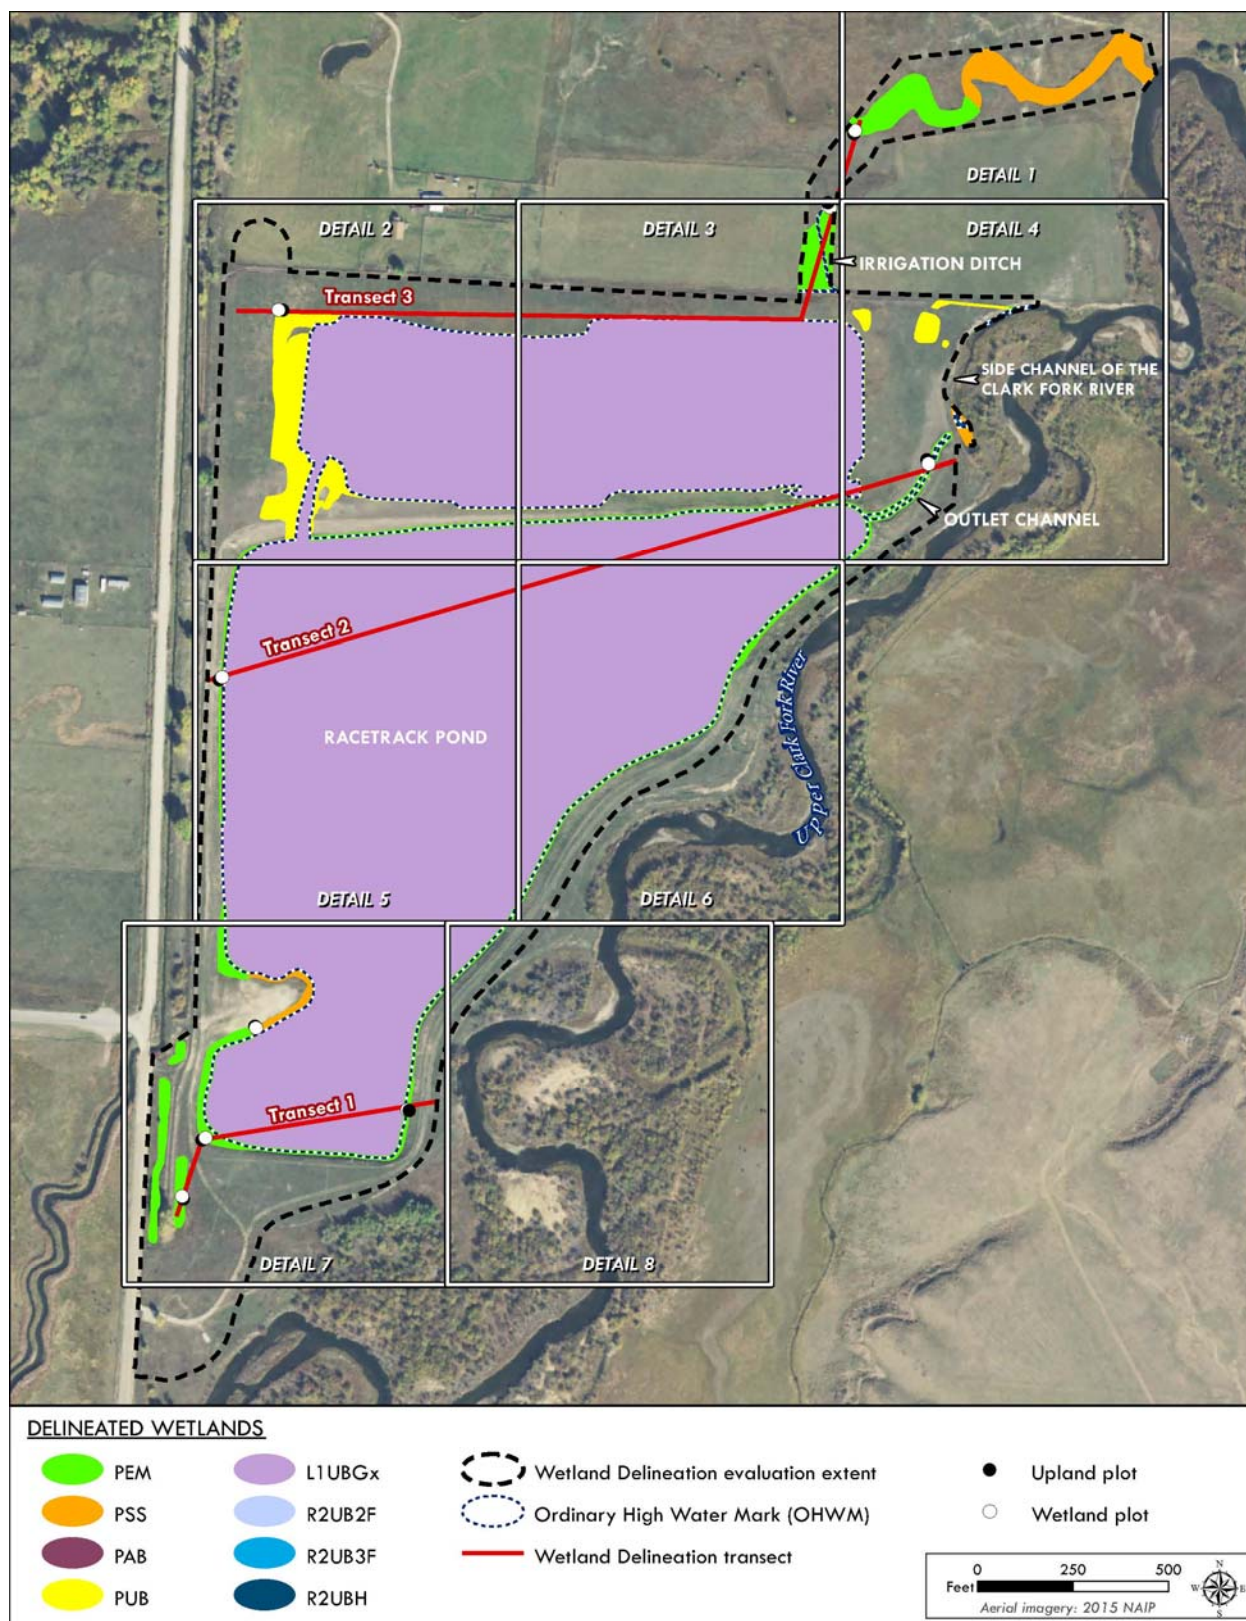 DETAIL 1
DETAIL 2
DETAIL 3
DETAIL 4
IRRIGATION DITCH
Transect 3
SIDE CHANNEL OF THE
CLARK FORK RIVER
OUTLET CHANNEL
Transect 2
Upper Clark Fork River
RACETRACK POND
DETAIL 5
DETAIL 6
Transect 1
DETAIL 7
DETAIL 8
DELINEATED WETLANDS
PEM
PSS
PAB
PUB
L1UBGx
R2UB2F
R2UB3F
R2UBH
Wetland Delineation evaluation extent
Ordinary High Water Mark (OHWM)
Wetland Delineation transect
Upland plot
Wetland plot
0 250 500
Feet
Aerial imagery: 2015 NAIP
N
W E
S